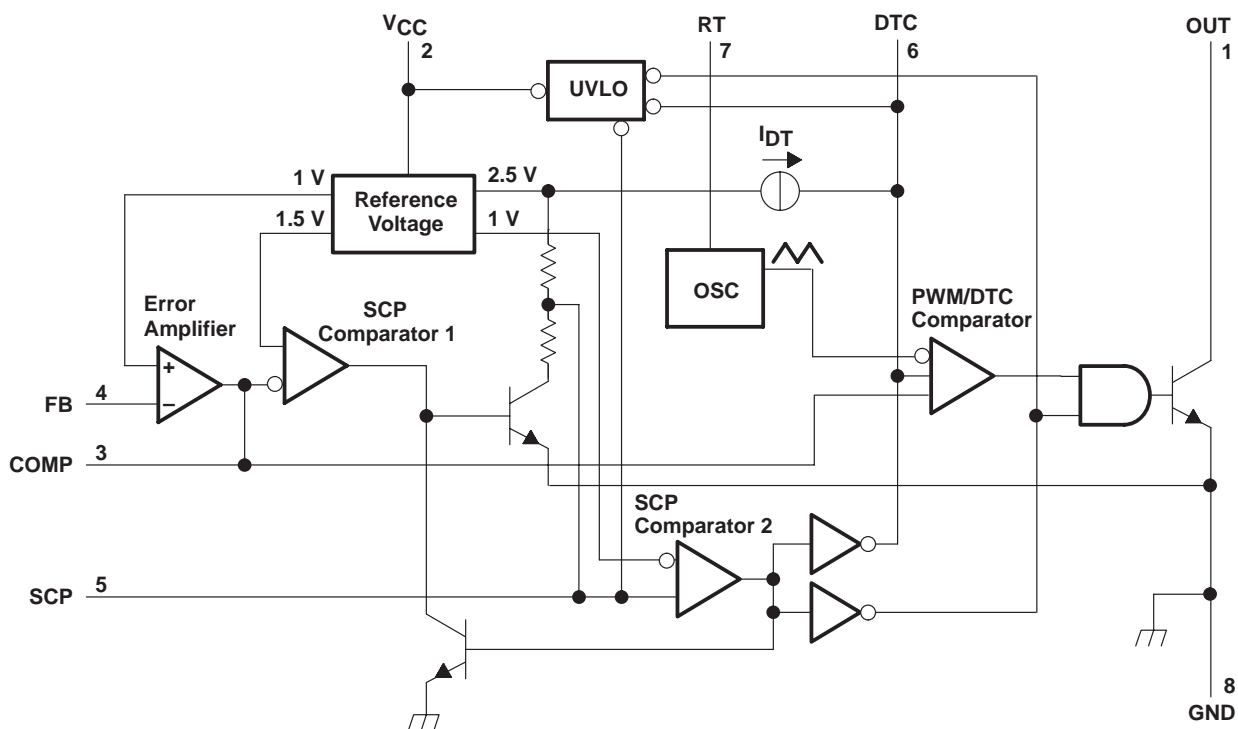 VCC
2
RT
7
DTC
6
OUT
1
UVLO
IDT
1 V
2.5 V
Reference
Voltage
1.5 V
1 V
OSC
Error
Amplifier
SCP
Comparator 1
PWM/DTC
Comparator
+
−
FB
4
COMP
3
SCP
Comparator 2
SCP
5
8
GND